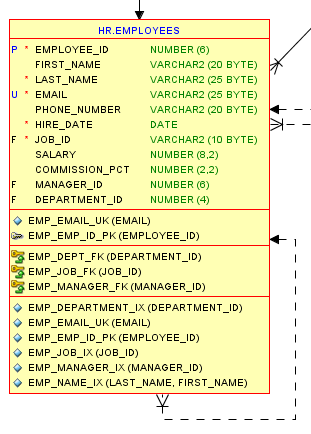 HR.EMPLOYEES
P * EMPLOYEE_ID NUMBER (6)
FIRST_NAME VARCHAR2 (20 BYTE)
* LAST_NAME VARCHAR2 (25 BYTE)
U * EMAIL VARCHAR2 (25 BYTE)
PHONE_NUMBER VARCHAR2 (20 BYTE)
* HIRE_DATE DATE
F * JOB_ID VARCHAR2 (10 BYTE)
SALARY NUMBER (8,2)
COMMISSION_PCT NUMBER (2,2)
F MANAGER_ID NUMBER (6)
F DEPARTMENT_ID NUMBER (4)
EMP_EMAIL_UK (EMAIL)
EMP_EMP_ID_PK (EMPLOYEE_ID)
EMP_DEPT_FK (DEPARTMENT_ID)
EMP_JOB_FK (JOB_ID)
EMP_MANAGER_FK (MANAGER_ID)
EMP_DEPARTMENT_IX (DEPARTMENT_ID)
EMP_EMAIL_UK (EMAIL)
EMP_EMP_ID_PK (EMPLOYEE_ID)
EMP_JOB_IX (JOB_ID)
EMP_MANAGER_IX (MANAGER_ID)
EMP_NAME_IX (LAST_NAME, FIRST_NAME)